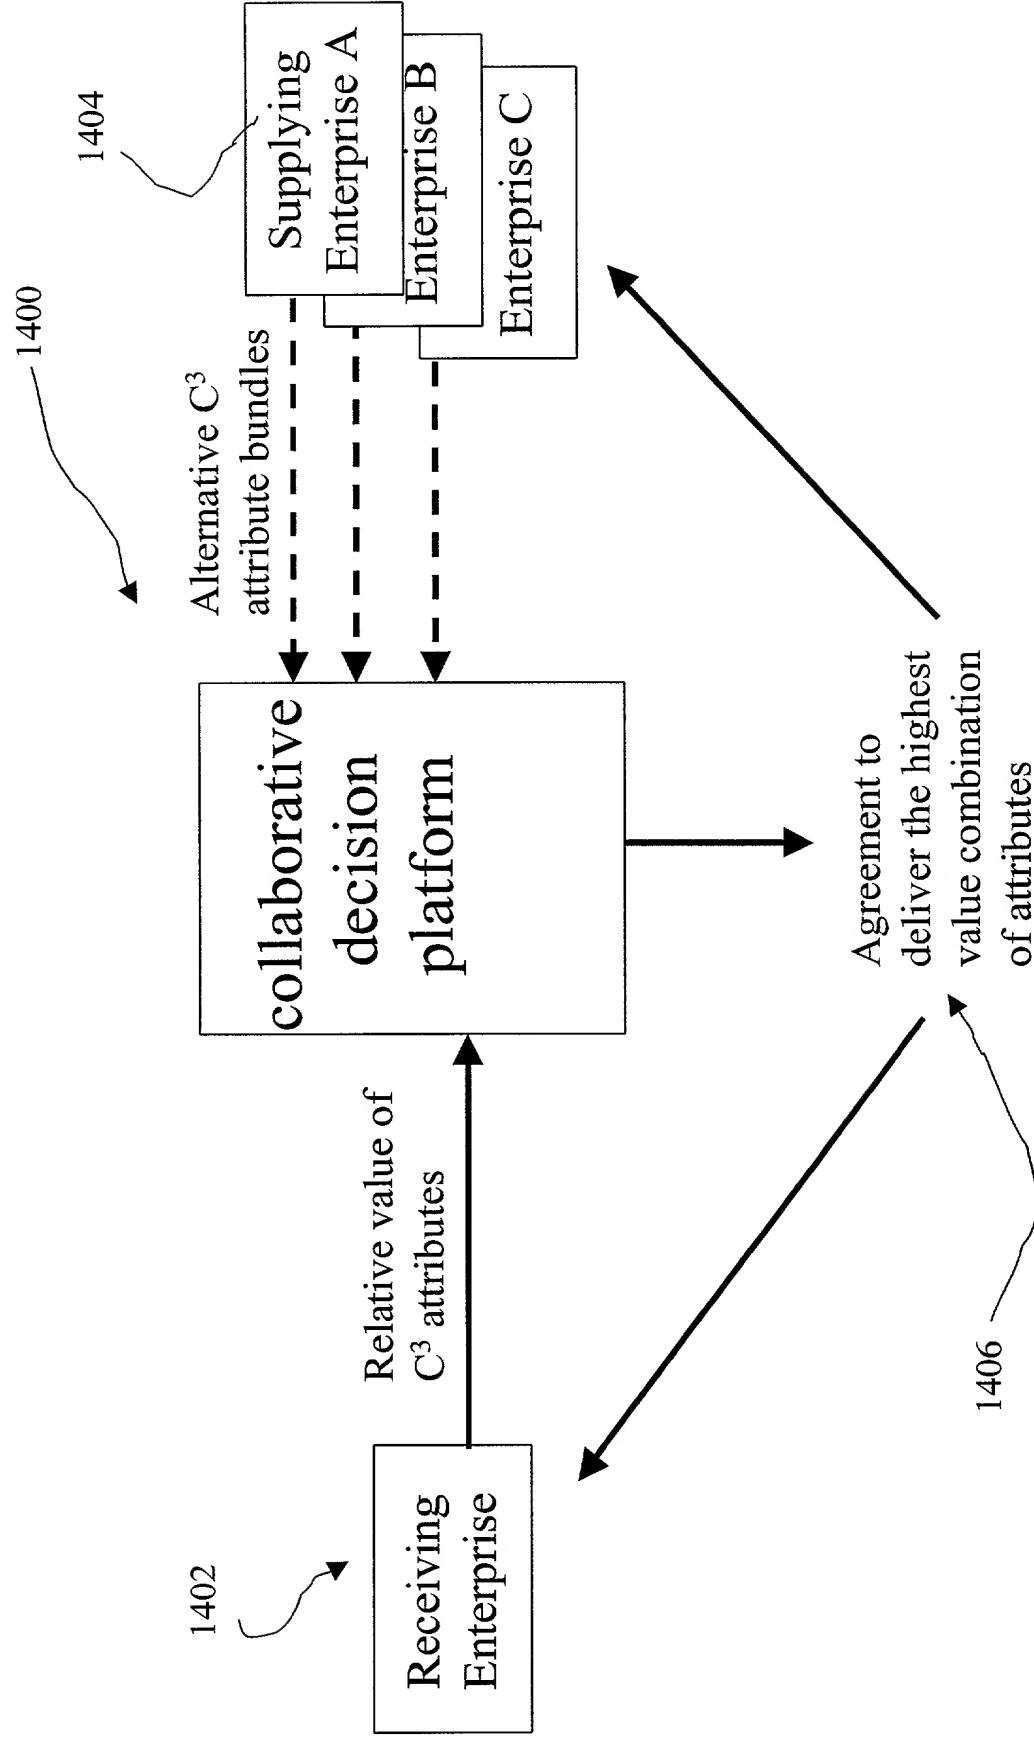 1400
1404
Supplying
Enterprise A
Enterprise B
Enterprise C
Alternative C³
attribute bundles
collaborative
decision
platform
Relative value of
C³ attributes
1402
Receiving
Enterprise
Agreement to
deliver the highest
value combination
of attributes
1406